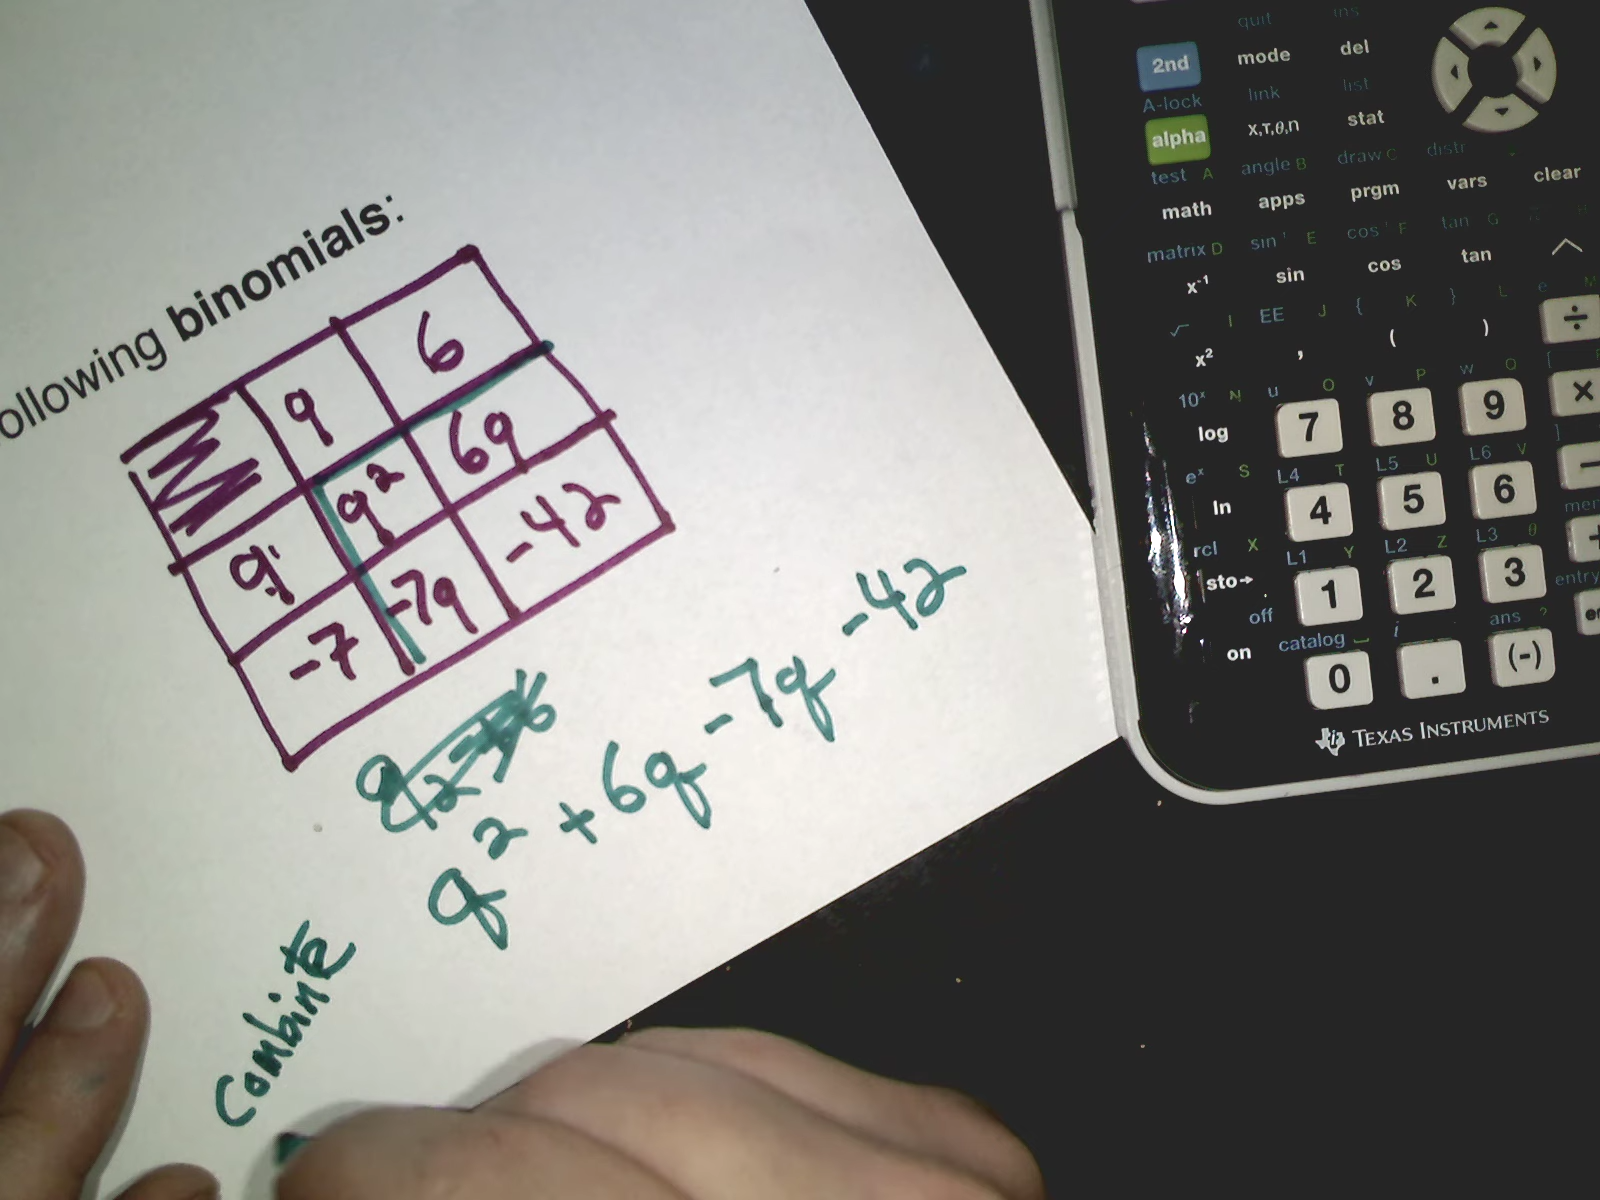 ollowing binomials:
q 6
q q² 6q
-7 -7q -42
q² + 6q -7q -42
Combine
quit ins
2nd mode del
A-lock link list
alpha X,T,θ,n stat
test A angle B draw C distr
math apps prgm vars clear
matrix D sin⁻¹ E cos⁻¹ F tan⁻¹ G
x⁻¹ sin cos tan ^
√ I EE J { K } L e M
x² , ( ) ÷
10ˣ N u O v P w Q [
log 7 8 9 ×
eˣ S L4 T L5 U L6 V ]
ln 4 5 6 −
rcl X L1 Y L2 Z L3 θ mem
sto→ 1 2 3 +
off catalog i ans ? entry
on 0 . (-) en
TEXAS INSTRUMENTS